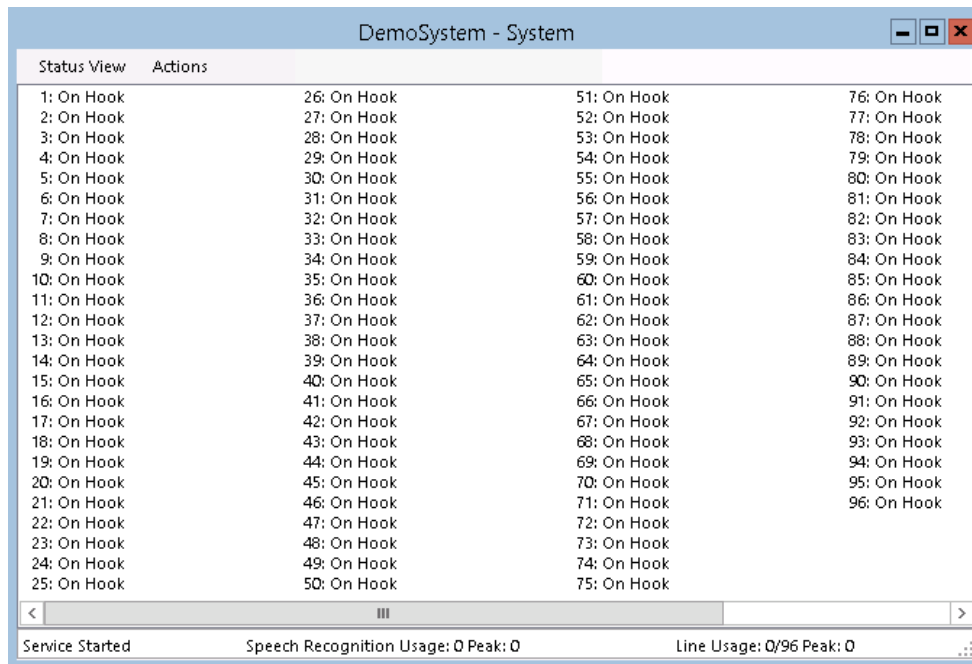 DemoSystem - System
Status View Actions
1: On Hook 26: On Hook 51: On Hook 76: On Hook
2: On Hook 27: On Hook 52: On Hook 77: On Hook
3: On Hook 28: On Hook 53: On Hook 78: On Hook
4: On Hook 29: On Hook 54: On Hook 79: On Hook
5: On Hook 30: On Hook 55: On Hook 80: On Hook
6: On Hook 31: On Hook 56: On Hook 81: On Hook
7: On Hook 32: On Hook 57: On Hook 82: On Hook
8: On Hook 33: On Hook 58: On Hook 83: On Hook
9: On Hook 34: On Hook 59: On Hook 84: On Hook
10: On Hook 35: On Hook 60: On Hook 85: On Hook
11: On Hook 36: On Hook 61: On Hook 86: On Hook
12: On Hook 37: On Hook 62: On Hook 87: On Hook
13: On Hook 38: On Hook 63: On Hook 88: On Hook
14: On Hook 39: On Hook 64: On Hook 89: On Hook
15: On Hook 40: On Hook 65: On Hook 90: On Hook
16: On Hook 41: On Hook 66: On Hook 91: On Hook
17: On Hook 42: On Hook 67: On Hook 92: On Hook
18: On Hook 43: On Hook 68: On Hook 93: On Hook
19: On Hook 44: On Hook 69: On Hook 94: On Hook
20: On Hook 45: On Hook 70: On Hook 95: On Hook
21: On Hook 46: On Hook 71: On Hook 96: On Hook
22: On Hook 47: On Hook 72: On Hook
23: On Hook 48: On Hook 73: On Hook
24: On Hook 49: On Hook 74: On Hook
25: On Hook 50: On Hook 75: On Hook
Service Started Speech Recognition Usage: 0 Peak: 0 Line Usage: 0/96 Peak: 0